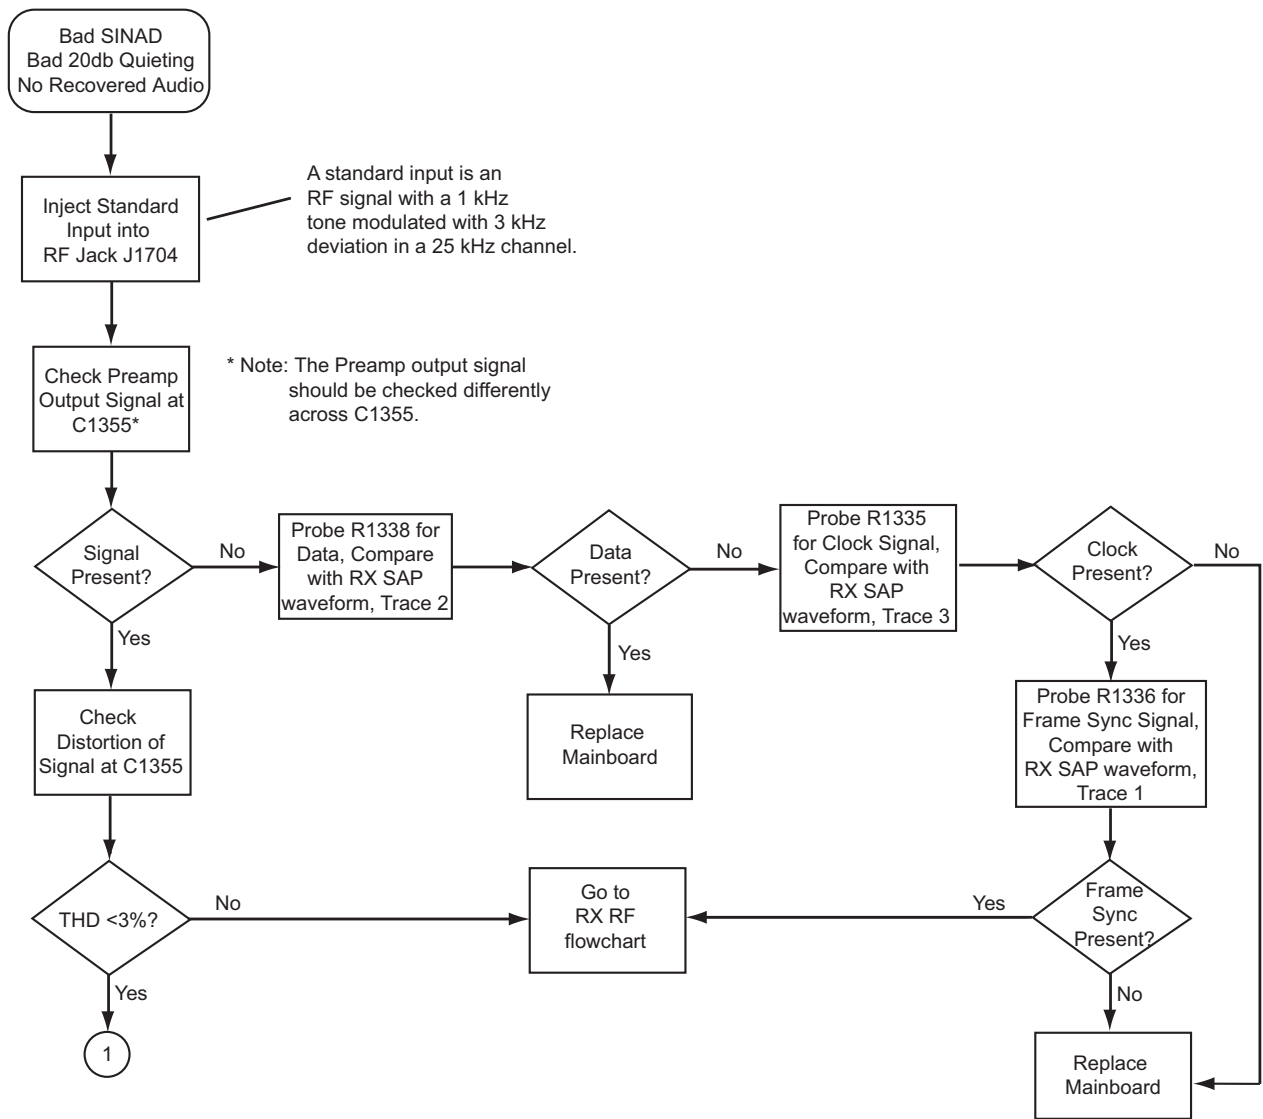 Bad SINAD
Bad 20db Quieting
No Recovered Audio
Inject Standard
Input into
RF Jack J1704
A standard input is an
RF signal with a 1 kHz
tone modulated with 3 kHz
deviation in a 25 kHz channel.
Check Preamp
Output Signal at
C1355*
* Note: The Preamp output signal
should be checked differently
across C1355.
Signal
Present?
No
Probe R1338 for
Data, Compare
with RX SAP
waveform, Trace 2
Data
Present?
No
Probe R1335
for Clock Signal,
Compare with
RX SAP
waveform, Trace 3
Clock
Present?
No
Yes
Yes
Yes
Check
Distortion of
Signal at C1355
Replace
Mainboard
Probe R1336 for
Frame Sync Signal,
Compare with
RX SAP waveform,
Trace 1
THD <3%?
No
Go to
RX RF
flowchart
Yes
Frame
Sync
Present?
Yes
No
1
Replace
Mainboard